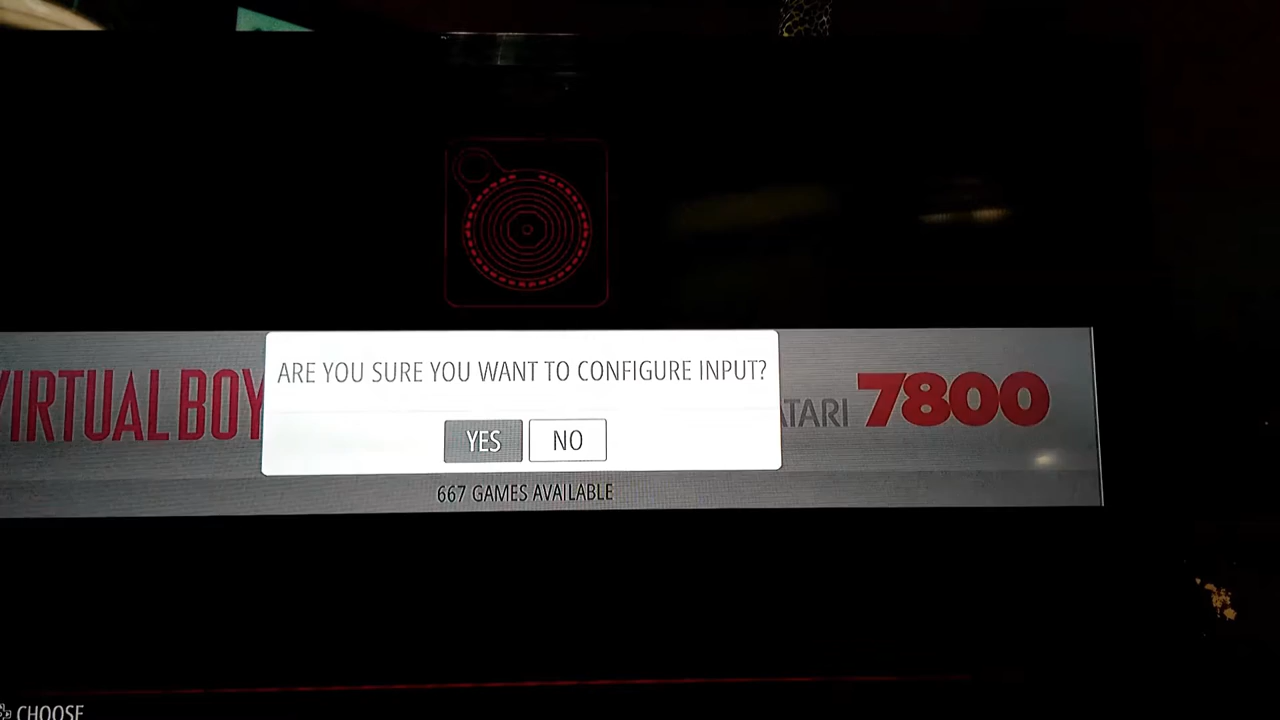 ARE YOU SURE YOU WANT TO CONFIGURE INPUT?
VIRTUAL BOY
ATARI 7800
YES NO
667 GAMES AVAILABLE
CHOOSE